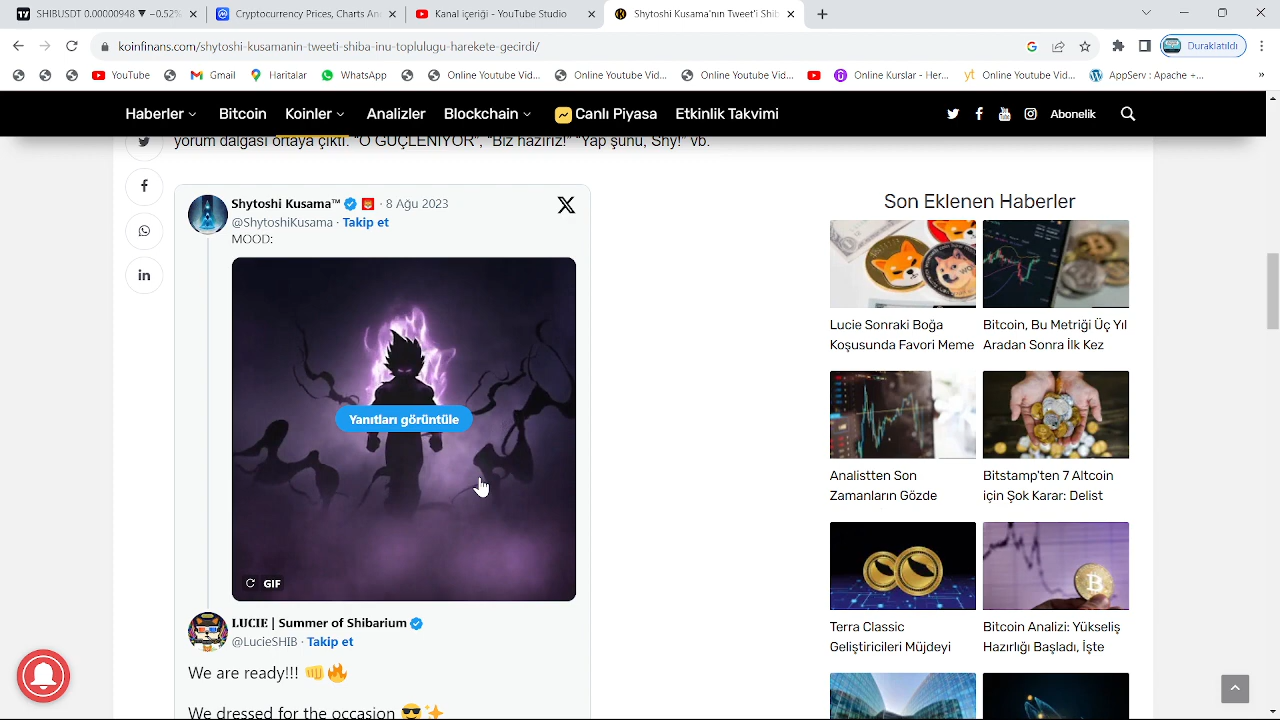 SHIBUSDT 0.00000948 ▼ −0.52%
Cryptocurrency Prices, Charts An
Kanal içeriği - YouTube Studio
Shytoshi Kusama'nın Tweet'i Shib
koinfinans.com/shytoshi-kusamanin-tweeti-shiba-inu-toplulugu-harekete-gecirdi/
Duraklatıldı
YouTube
Gmail
Haritalar
WhatsApp
Online Youtube Vid...
Online Youtube Vid...
Online Youtube Vid...
Online Kurslar - Her...
yt Online Youtube Vid...
AppServ : Apache +...
»
Haberler
Bitcoin
Koinler
Analizler
Blockchain
Canlı Piyasa
Etkinlik Takvimi
Abonelik
yorum dalgası ortaya çıktı. "O GÜÇLENİYOR", "Biz hazırız!" "Yap şunu, Shy!" vb.
Shytoshi Kusama™ · 8 Ağu 2023
@ShytoshiKusama · Takip et
MOOD:
Yanıtları görüntüle
GIF
LUCIE | Summer of Shibarium
@LucieSHIB · Takip et
We are ready!!! 👊🔥
We dressed for the occasion 😎✨
Son Eklenen Haberler
Lucie Sonraki Boğa
Koşusunda Favori Meme
Bitcoin, Bu Metriği Üç Yıl
Aradan Sonra İlk Kez
Analistten Son
Zamanların Gözde
Bitstamp'ten 7 Altcoin
için Şok Karar: Delist
Terra Classic
Geliştiricileri Müjdeyi
Bitcoin Analizi: Yükseliş
Hazırlığı Başladı, İşte